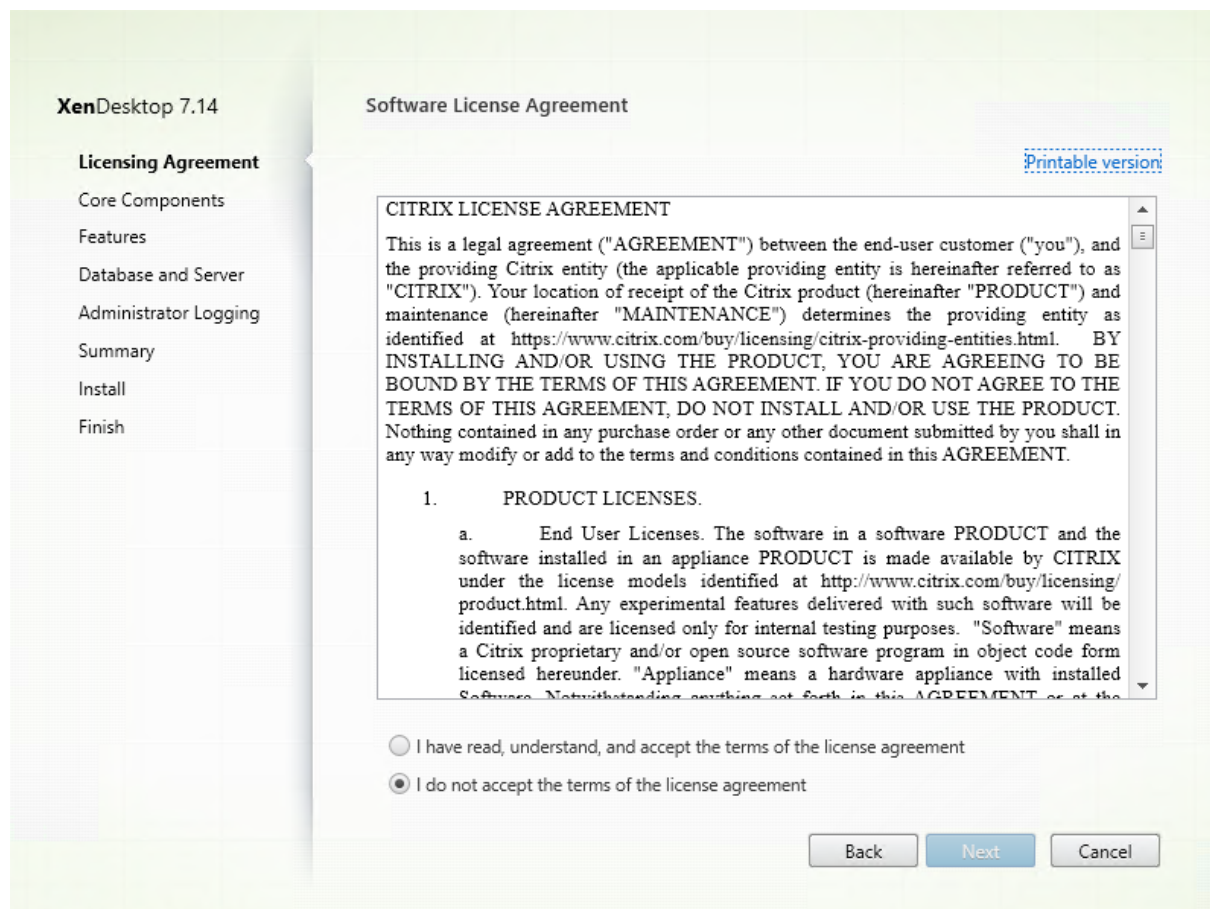 XenDesktop 7.14
Licensing Agreement
Core Components
Features
Database and Server
Administrator Logging
Summary
Install
Finish
Software License Agreement
Printable version
CITRIX LICENSE AGREEMENT
This is a legal agreement ("AGREEMENT") between the end-user customer ("you"), and
the providing Citrix entity (the applicable providing entity is hereinafter referred to as
"CITRIX"). Your location of receipt of the Citrix product (hereinafter "PRODUCT") and
maintenance (hereinafter "MAINTENANCE") determines the providing entity as
identified at https://www.citrix.com/buy/licensing/citrix-providing-entities.html. BY
INSTALLING AND/OR USING THE PRODUCT, YOU ARE AGREEING TO BE
BOUND BY THE TERMS OF THIS AGREEMENT. IF YOU DO NOT AGREE TO THE
TERMS OF THIS AGREEMENT, DO NOT INSTALL AND/OR USE THE PRODUCT.
Nothing contained in any purchase order or any other document submitted by you shall in
any way modify or add to the terms and conditions contained in this AGREEMENT.
1. PRODUCT LICENSES.
a. End User Licenses. The software in a software PRODUCT and the
software installed in an appliance PRODUCT is made available by CITRIX
under the license models identified at http://www.citrix.com/buy/licensing/
product.html. Any experimental features delivered with such software will be
identified and are licensed only for internal testing purposes. "Software" means
a Citrix proprietary and/or open source software program in object code form
licensed hereunder. "Appliance" means a hardware appliance with installed
Software. Notwithstanding anything set forth in this AGREEMENT or at the
I have read, understand, and accept the terms of the license agreement
I do not accept the terms of the license agreement
Back
Next
Cancel